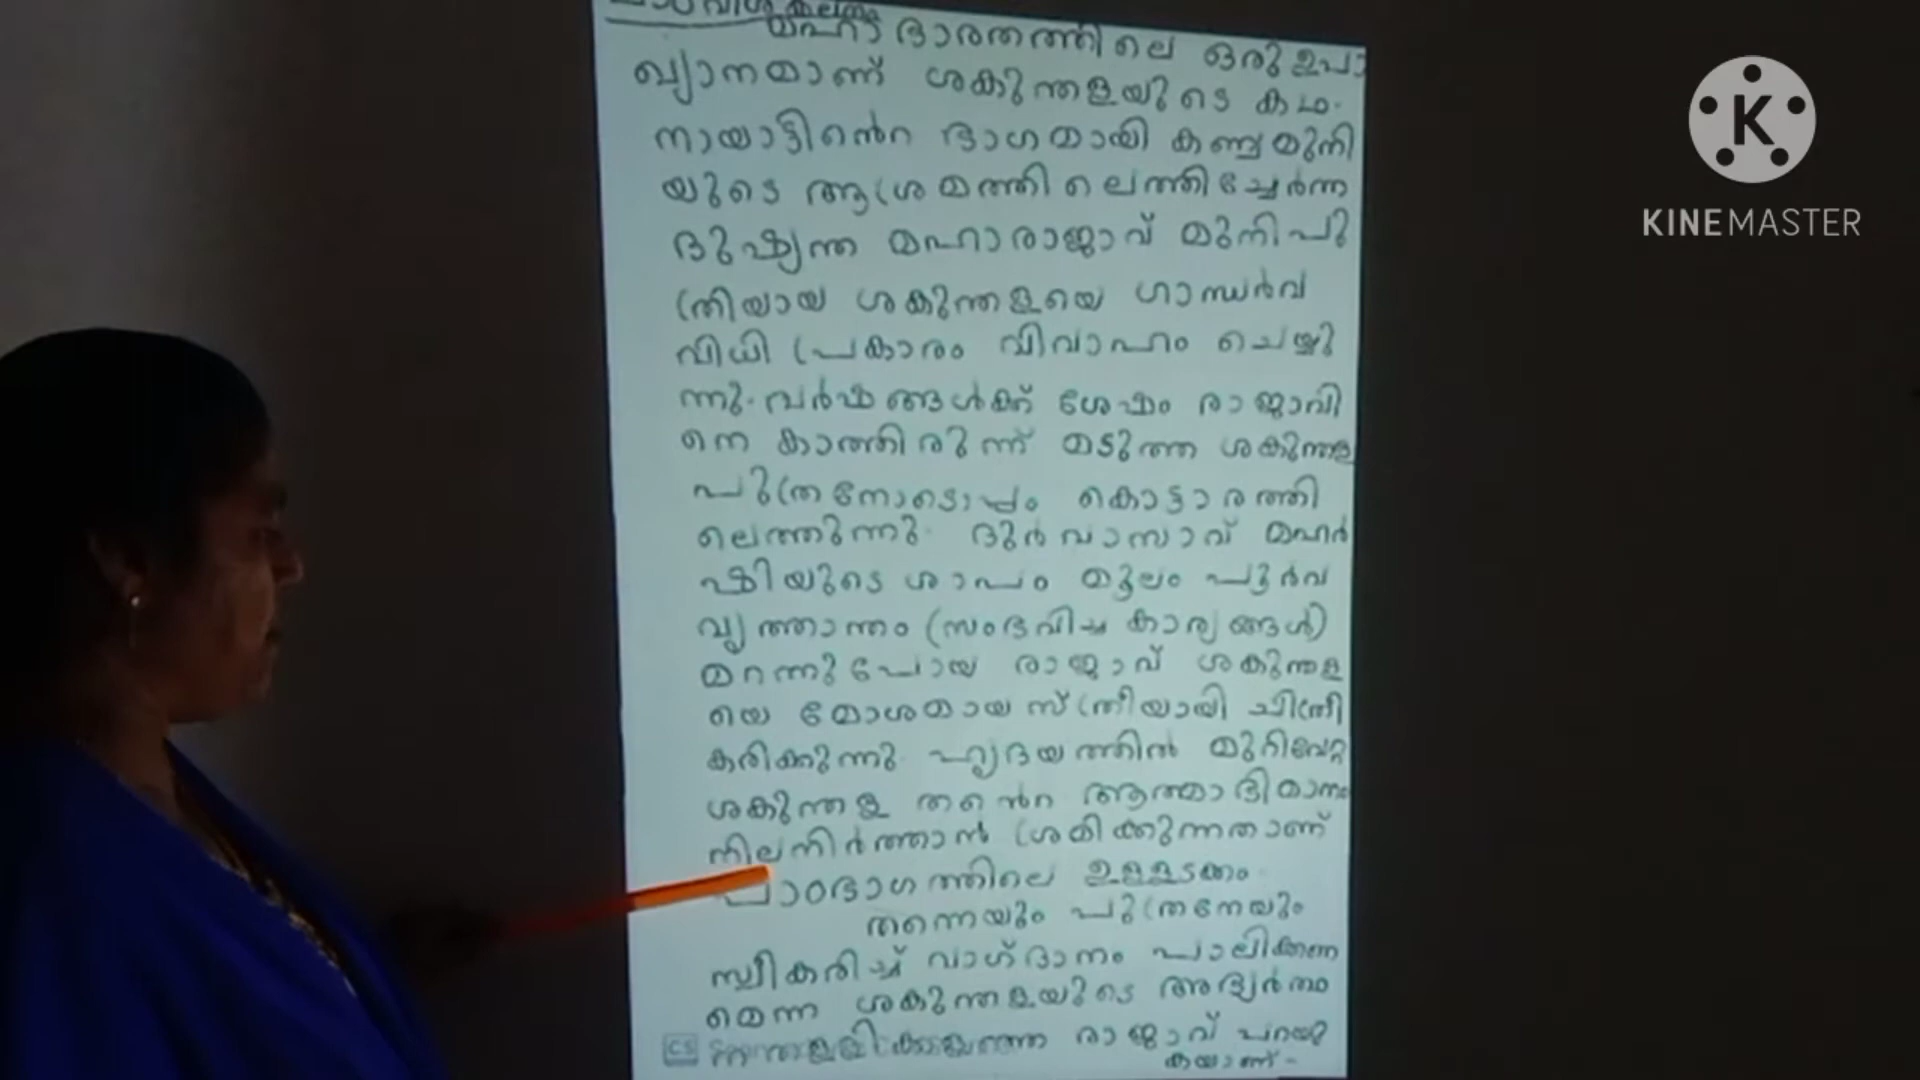 മഹാഭാരതത്തിലെ ഒരു ഉപാ
ഖ്യാനമാണ് ശകുന്തളയുടെ കഥ.
നായാട്ടിൻെറ ഭാഗമായി കണ്വമുനി
യുടെ ആശ്രമത്തിലെത്തിച്ചേർന്ന
ദുഷ്യന്ത മഹാരാജാവ് മുനിപു
ത്രിയായ ശകുന്തളയെ ഗാന്ധർവ
വിധി പ്രകാരം വിവാഹം ചെയ്യു
ന്നു. വർഷങ്ങൾക്ക് ശേഷം രാജാവി
നെ കാത്തിരുന്ന് മടുത്ത ശകുന്തള
പുത്രനോടൊപ്പം കൊട്ടാരത്തി
ലെത്തുന്നു. ദുർവാസാവ് മഹർ
ഷിയുടെ ശാപം മൂലം പൂർവ
വൃത്താന്തം (സംഭവിച്ച കാര്യങ്ങൾ)
മറന്നുപോയ രാജാവ് ശകുന്തള
യെ മോശമായ സ്ത്രീയായി ചിത്രീ
കരിക്കുന്നു. ഹൃദയത്തിൽ മുറിവേറ്റ
ശകുന്തള തൻെറ ആത്മാഭിമാനം
നിലനിർത്താൻ ശ്രമിക്കുന്നതാണ്
പാഠഭാഗത്തിലെ ഉള്ളടക്കം.
തന്നെയും പുത്രനേയും
സ്വീകരിച്ച് വാഗ്ദാനം പാലിക്കണ
മെന്ന ശകുന്തളയുടെ അഭ്യർത്ഥ
രാജാവ് പറയു
കയാണ് -
CS
K
KINEMASTER